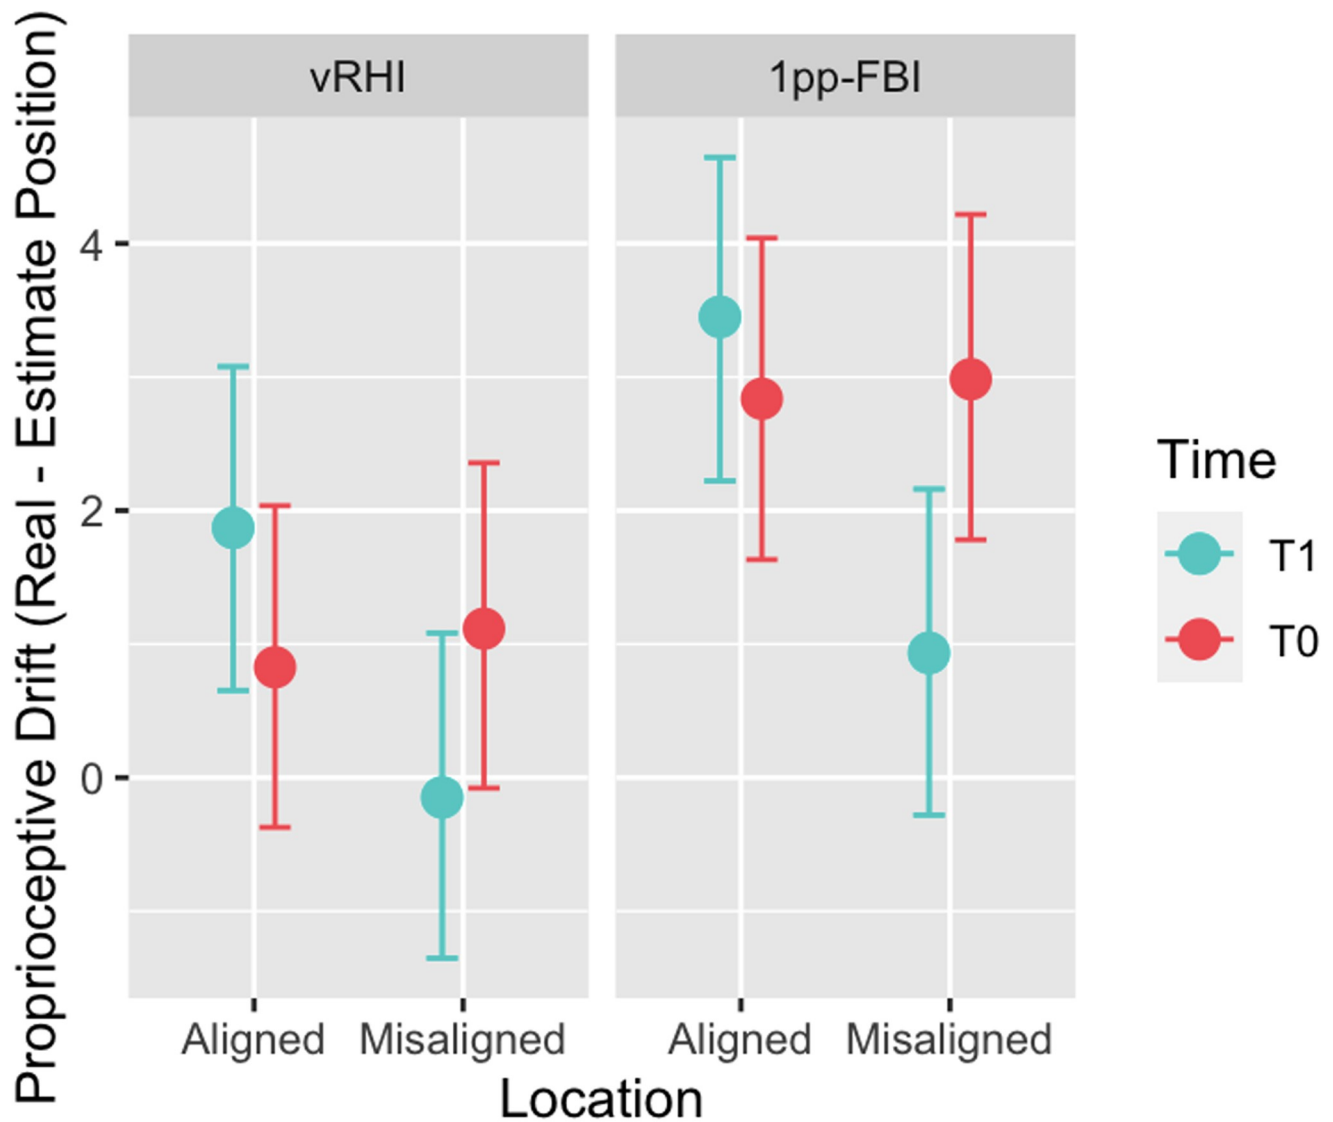 Proprioceptive Drift (Real - Estimate Position)
vRHI
1pp-FBI
4
2
0
Aligned
Misaligned
Aligned
Misaligned
Location
Time
T1
T0